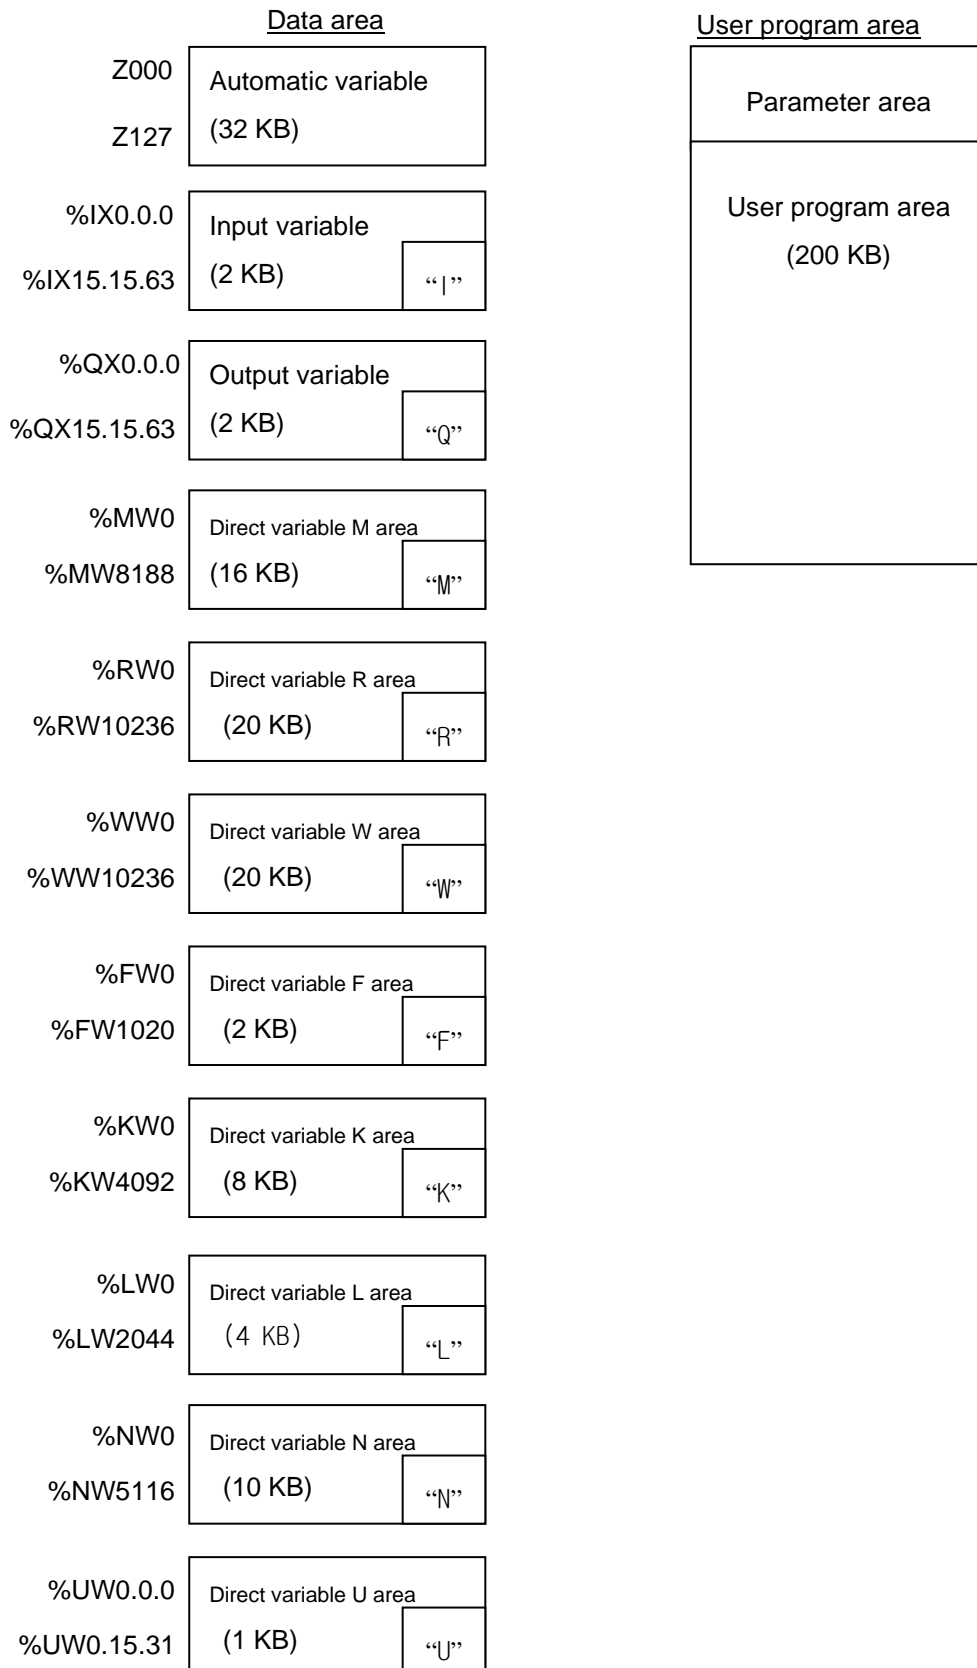 Data area
Z000
Automatic variable
Z127
(32 KB)
%IX0.0.0
Input variable
%IX15.15.63
(2 KB)
“I”
%QX0.0.0
Output variable
%QX15.15.63
(2 KB)
“Q”
%MW0
Direct variable M area
%MW8188
(16 KB)
“M”
%RW0
Direct variable R area
%RW10236
(20 KB)
“R”
%WW0
Direct variable W area
%WW10236
(20 KB)
“W”
%FW0
Direct variable F area
%FW1020
(2 KB)
“F”
%KW0
Direct variable K area
%KW4092
(8 KB)
“K”
%LW0
Direct variable L area
%LW2044
(4 KB)
“L”
%NW0
Direct variable N area
%NW5116
(10 KB)
“N”
%UW0.0.0
Direct variable U area
%UW0.15.31
(1 KB)
“U”
User program area
Parameter area
User program area
(200 KB)